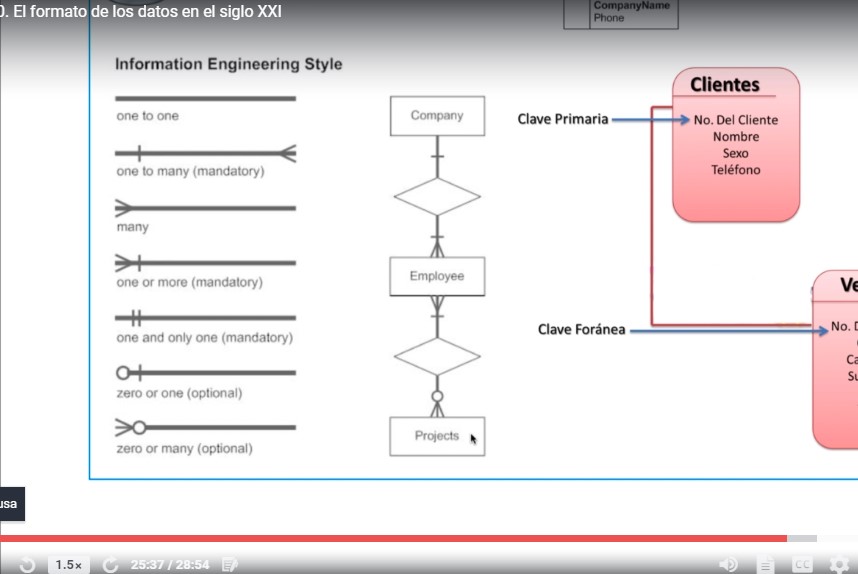 0. El formato de los datos en el siglo XXI
CompanyName
Phone
Information Engineering Style
one to one
one to many (mandatory)
many
one or more (mandatory)
one and only one (mandatory)
zero or one (optional)
zero or many (optional)
Company
Employee
Projects
Clave Primaria
Clave Foránea
Clientes
No. Del Cliente
Nombre
Sexo
Teléfono
Ve
No. D
Ca
Su
usa
1.5×
25:37 / 28:54
CC